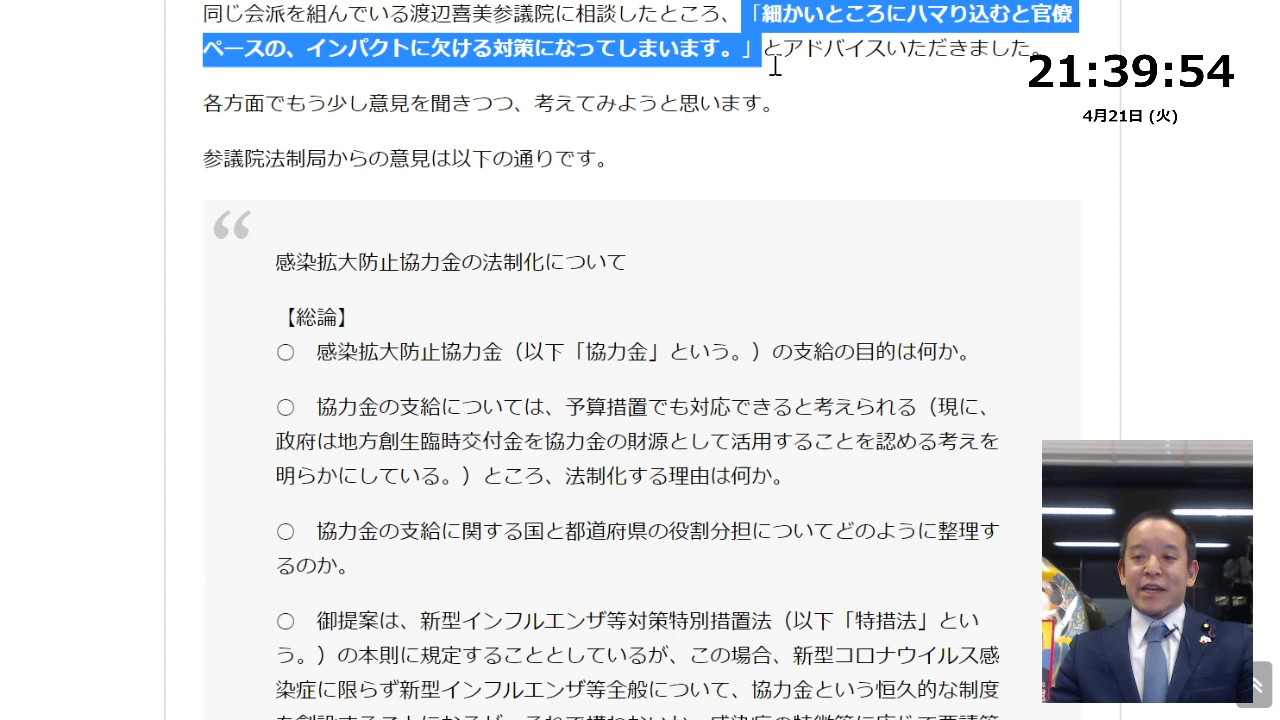 同じ会派を組んでいる渡辺喜美参議院に相談したところ、「細かいところにハマり込むと官僚
ペースの、インパクトに欠ける対策になってしまいます。」とアドバイスいただきました。
21:39:54
4月21日 (火)
各方面でもう少し意見を聞きつつ、考えてみようと思います。
参議院法制局からの意見は以下の通りです。
“
感染拡大防止協力金の法制化について
【総論】
○　感染拡大防止協力金（以下「協力金」という。）の支給の目的は何か。
○　協力金の支給については、予算措置でも対応できると考えられる（現に、
政府は地方創生臨時交付金を協力金の財源として活用することを認める考えを
明らかにしている。）ところ、法制化する理由は何か。
○　協力金の支給に関する国と都道府県の役割分担についてどのように整理す
るのか。
○　御提案は、新型インフルエンザ等対策特別措置法（以下「特措法」とい
う。）の本則に規定することとしているが、この場合、新型コロナウイルス感
染症に限らず新型インフルエンザ等全般について、協力金という恒久的な制度